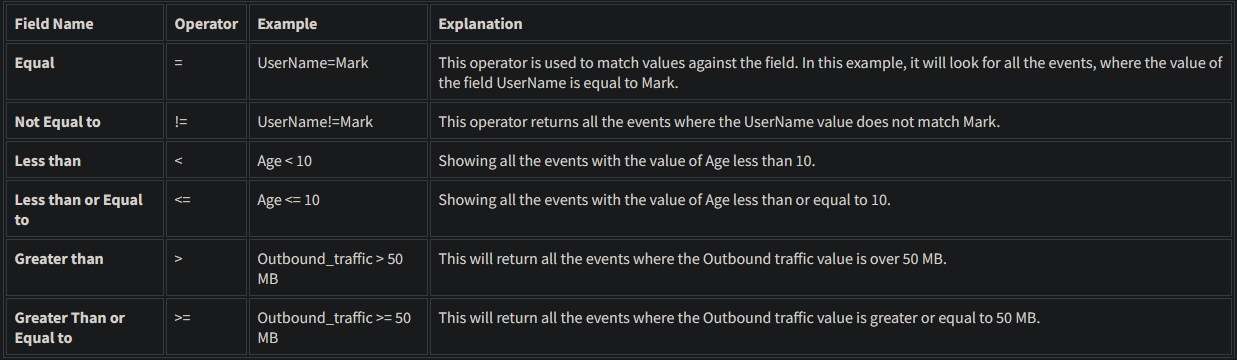 Field Name Operator Example Explanation
Equal = UserName=Mark This operator is used to match values against the field. In this example, it will look for all the events, where the value of
the field UserName is equal to Mark.
Not Equal to != UserName!=Mark This operator returns all the events where the UserName value does not match Mark.
Less than < Age < 10 Showing all the events with the value of Age less than 10.
Less than or Equal <= Age <= 10 Showing all the events with the value of Age less than or equal to 10.
to
Greater than > Outbound_traffic > 50 This will return all the events where the Outbound traffic value is over 50 MB.
MB
Greater Than or >= Outbound_traffic >= 50 This will return all the events where the Outbound traffic value is greater or equal to 50 MB.
Equal to MB